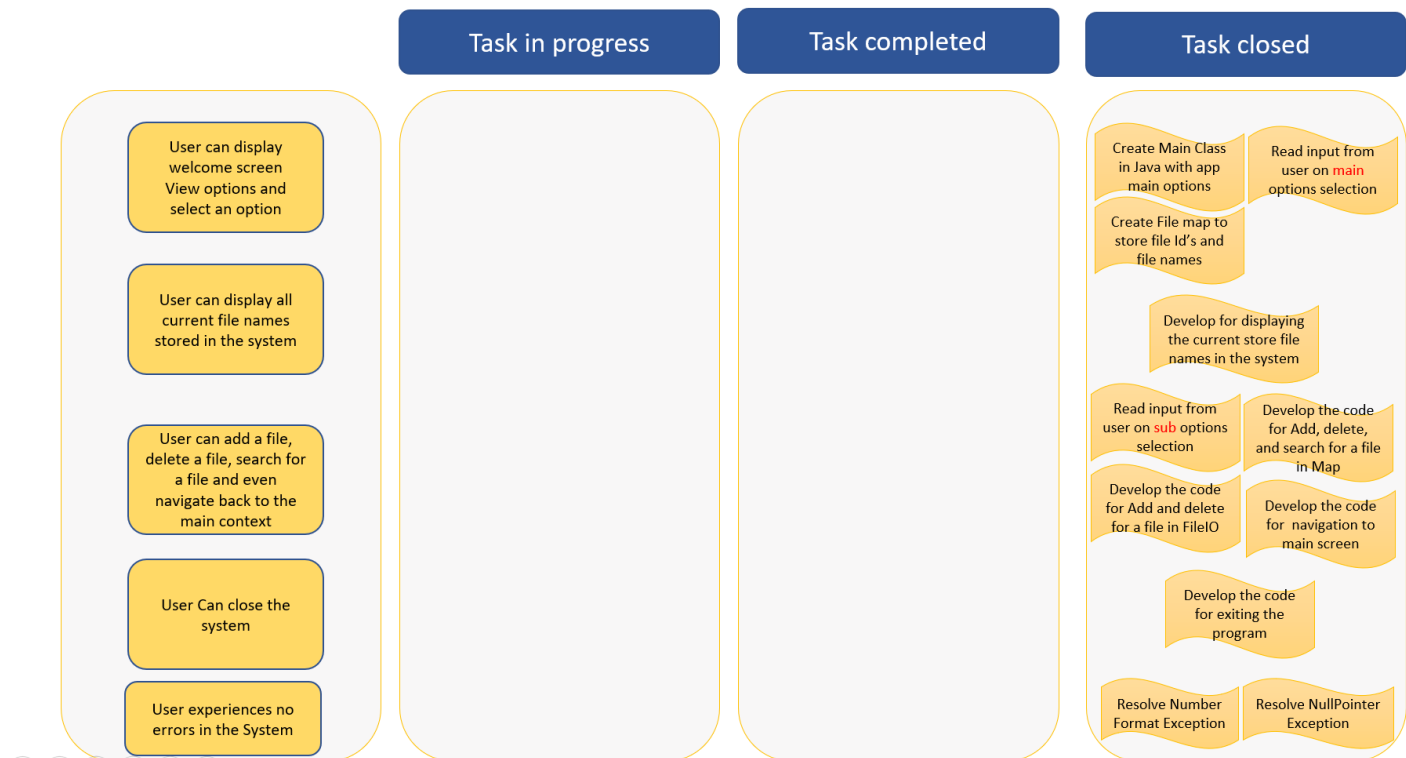 Task in progress
Task completed
Task closed
User can display
welcome screen
View options and
select an option
Create Main Class
in Java with app
main options
Read input from
user on main
options selection
Create File map to
store file Id’s and
file names
User can display all
current file names
stored in the system
Develop for displaying
the current store file
names in the system
User can add a file,
delete a file, search for
a file and even
navigate back to the
main context
Read input from
user on sub options
selection
Develop the code
for Add, delete,
and search for a file
in Map
Develop the code
for Add and delete
for a file in FileIO
Develop the code
for navigation to
main screen
User Can close the
system
Develop the code
for exiting the
program
User experiences no
errors in the System
Resolve Number
Format Exception
Resolve NullPointer
Exception